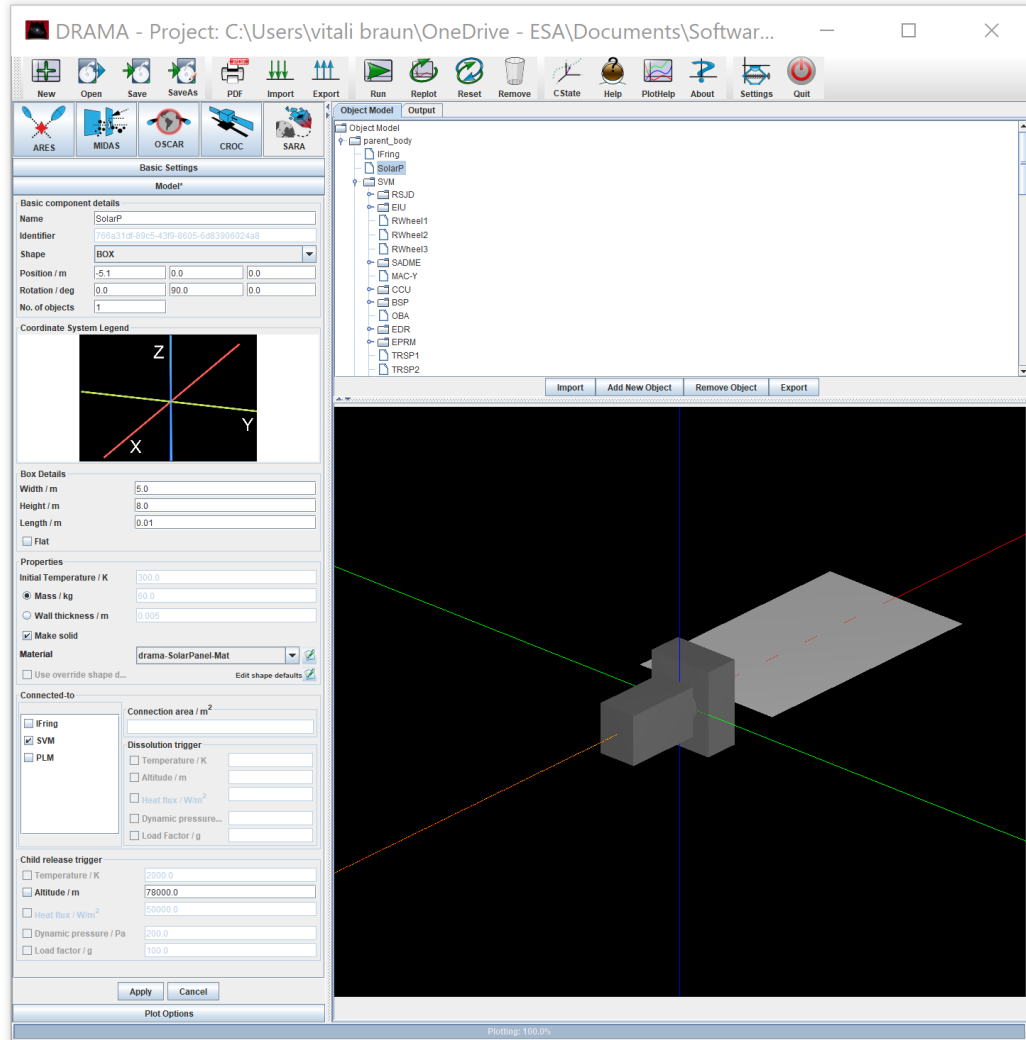 DRAMA - Project: C:\Users\vitali braun\OneDrive - ESA\Documents\Softwar...
New Open Save SaveAs PDF Import Export Run Replot Reset Remove CState Help PlotHelp About Settings Quit
ARES MIDAS OSCAR CROC SARA
Basic Settings
Model*
Basic component details
Name SolarP
Identifier 766a31df-89c5-43f9-8605-6d83906024a8
Shape BOX
Position / m -5.1 0.0 0.0
Rotation / deg 0.0 90.0 0.0
No. of objects 1
Coordinate System Legend
Z
Y
X
Box Details
Width / m 5.0
Height / m 8.0
Length / m 0.01
Flat
Properties
Initial Temperature / K 300.0
Mass / kg 60.0
Wall thickness / m 0.005
Make solid
Material drama-SolarPanel-Mat
Use override shape d... Edit shape defaults
Connected-to
IFring
SVM
PLM
Connection area / m2
Dissolution trigger
Temperature / K
Altitude / m
Heat flux / W/m2
Dynamic pressure...
Load Factor / g
Child release trigger
Temperature / K 2000.0
Altitude / m 78000.0
Heat flux / W/m2 50000.0
Dynamic pressure / Pa 200.0
Load factor / g 100.0
Apply Cancel
Plot Options
Object Model Output
Object Model
parent_body
IFring
SolarP
SVM
RSJD
EIU
RWheel1
RWheel2
RWheel3
SADME
MAC-Y
CCU
BSP
OBA
EDR
EPRM
TRSP1
TRSP2
Import Add New Object Remove Object Export
Plotting: 100.0%